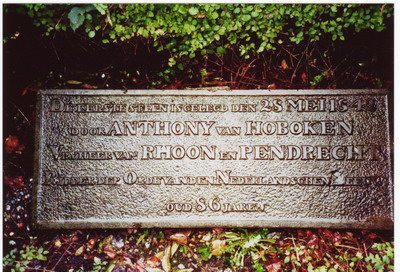 DE EERSTE STEEN IS GELEGD DEN 28 MEI 18
DOOR ANTHONY VAN HOBOKEN
VRIJHEER VAN RHOON EN PENDRECHT
RIDDER DER ORDE VAN DEN NEDERLANDSCHEN LEEUW
OUD 86 JAREN